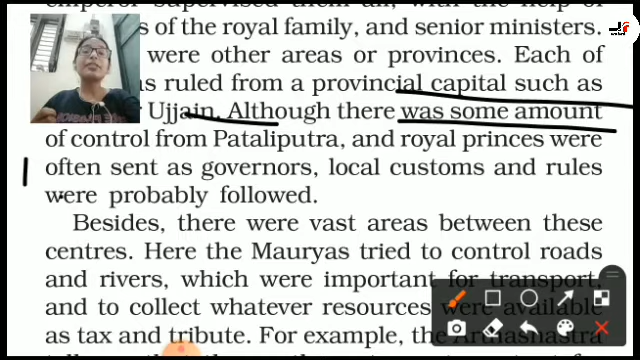 emperor supervised them all, with the help of
s of the royal family, and senior ministers.
were other areas or provinces. Each of
s ruled from a provincial capital such as
Ujjain. Although there was some amount
of control from Pataliputra, and royal princes were
often sent as governors, local customs and rules
were probably followed.
Besides, there were vast areas between these
centres. Here the Mauryas tried to control roads
and rivers, which were important for transport,
and to collect whatever resources were available
as tax and tribute. For example, the Arthashastra